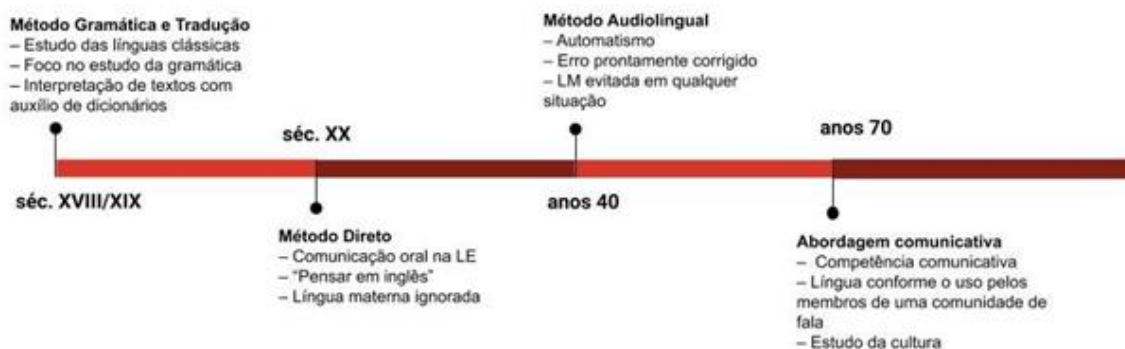 Método Gramática e Tradução
– Estudo das línguas clássicas
– Foco no estudo da gramática
– Interpretação de textos com
auxílio de dicionários
séc. XVIII/XIX
séc. XX
Método Direto
– Comunicação oral na LE
– “Pensar em inglês”
– Língua materna ignorada
Método Audiolingual
– Automatismo
– Erro prontamente corrigido
– LM evitada em qualquer
situação
anos 40
anos 70
Abordagem comunicativa
– Competência comunicativa
– Língua conforme o uso pelos
membros de uma comunidade de
fala
– Estudo da cultura